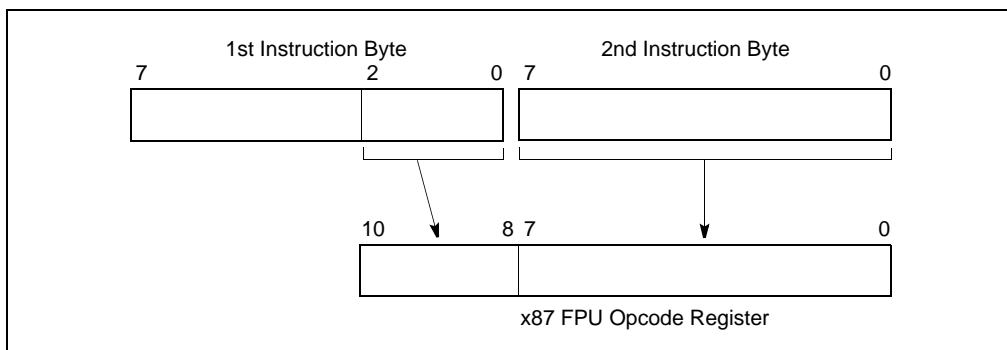 1st Instruction Byte 2nd Instruction Byte
7 2 0 7 0
10 8 7 0
x87 FPU Opcode Register